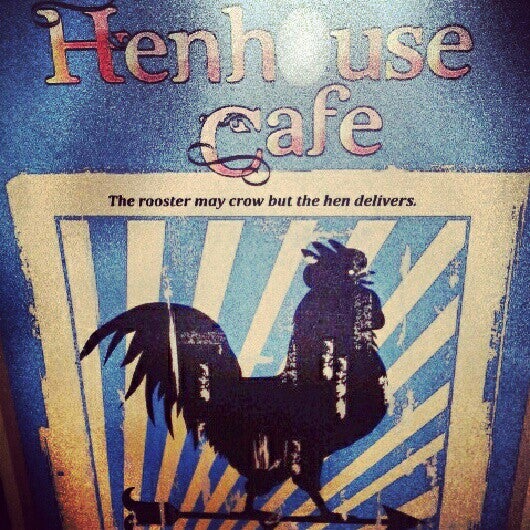 Henhouse
Cafe
The rooster may crow but the hen delivers.